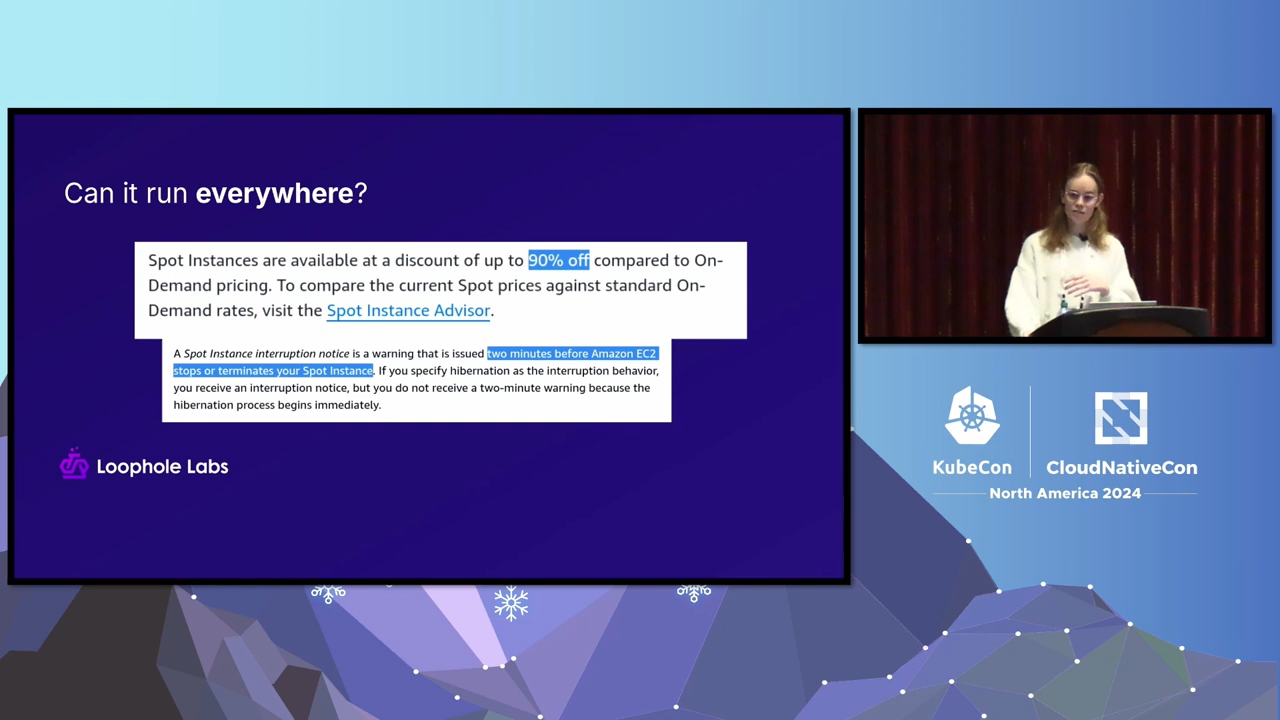 Can it run everywhere?
Spot Instances are available at a discount of up to 90% off compared to On-
Demand pricing. To compare the current Spot prices against standard On-
Demand rates, visit the Spot Instance Advisor.
A Spot Instance interruption notice is a warning that is issued two minutes before Amazon EC2
stops or terminates your Spot Instance. If you specify hibernation as the interruption behavior,
you receive an interruption notice, but you do not receive a two-minute warning because the
hibernation process begins immediately.
Loophole Labs
KubeCon
CloudNativeCon
North America 2024